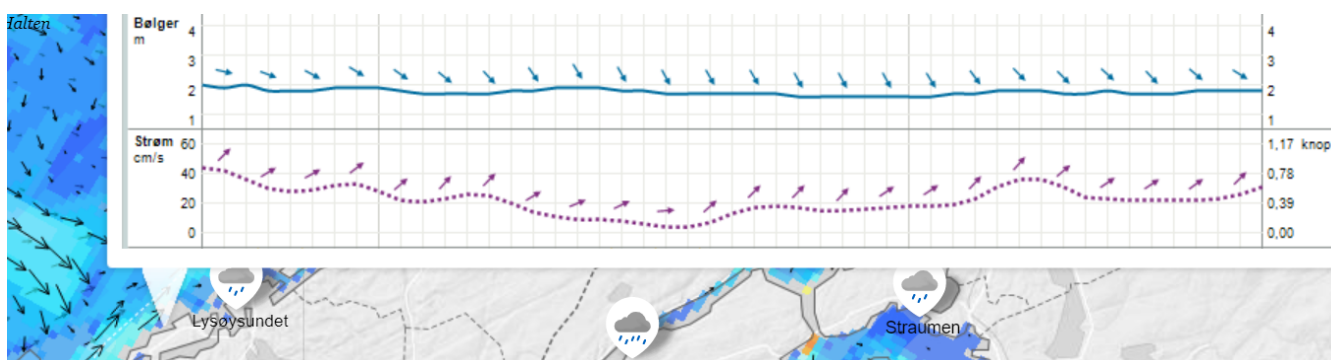 Halten
Bølger
m
4
3
2
1
4
3
2
1
Strøm
cm/s
60
40
20
0
1,17 knop
0,78
0,39
0,00
Lysøysundet
Straumen